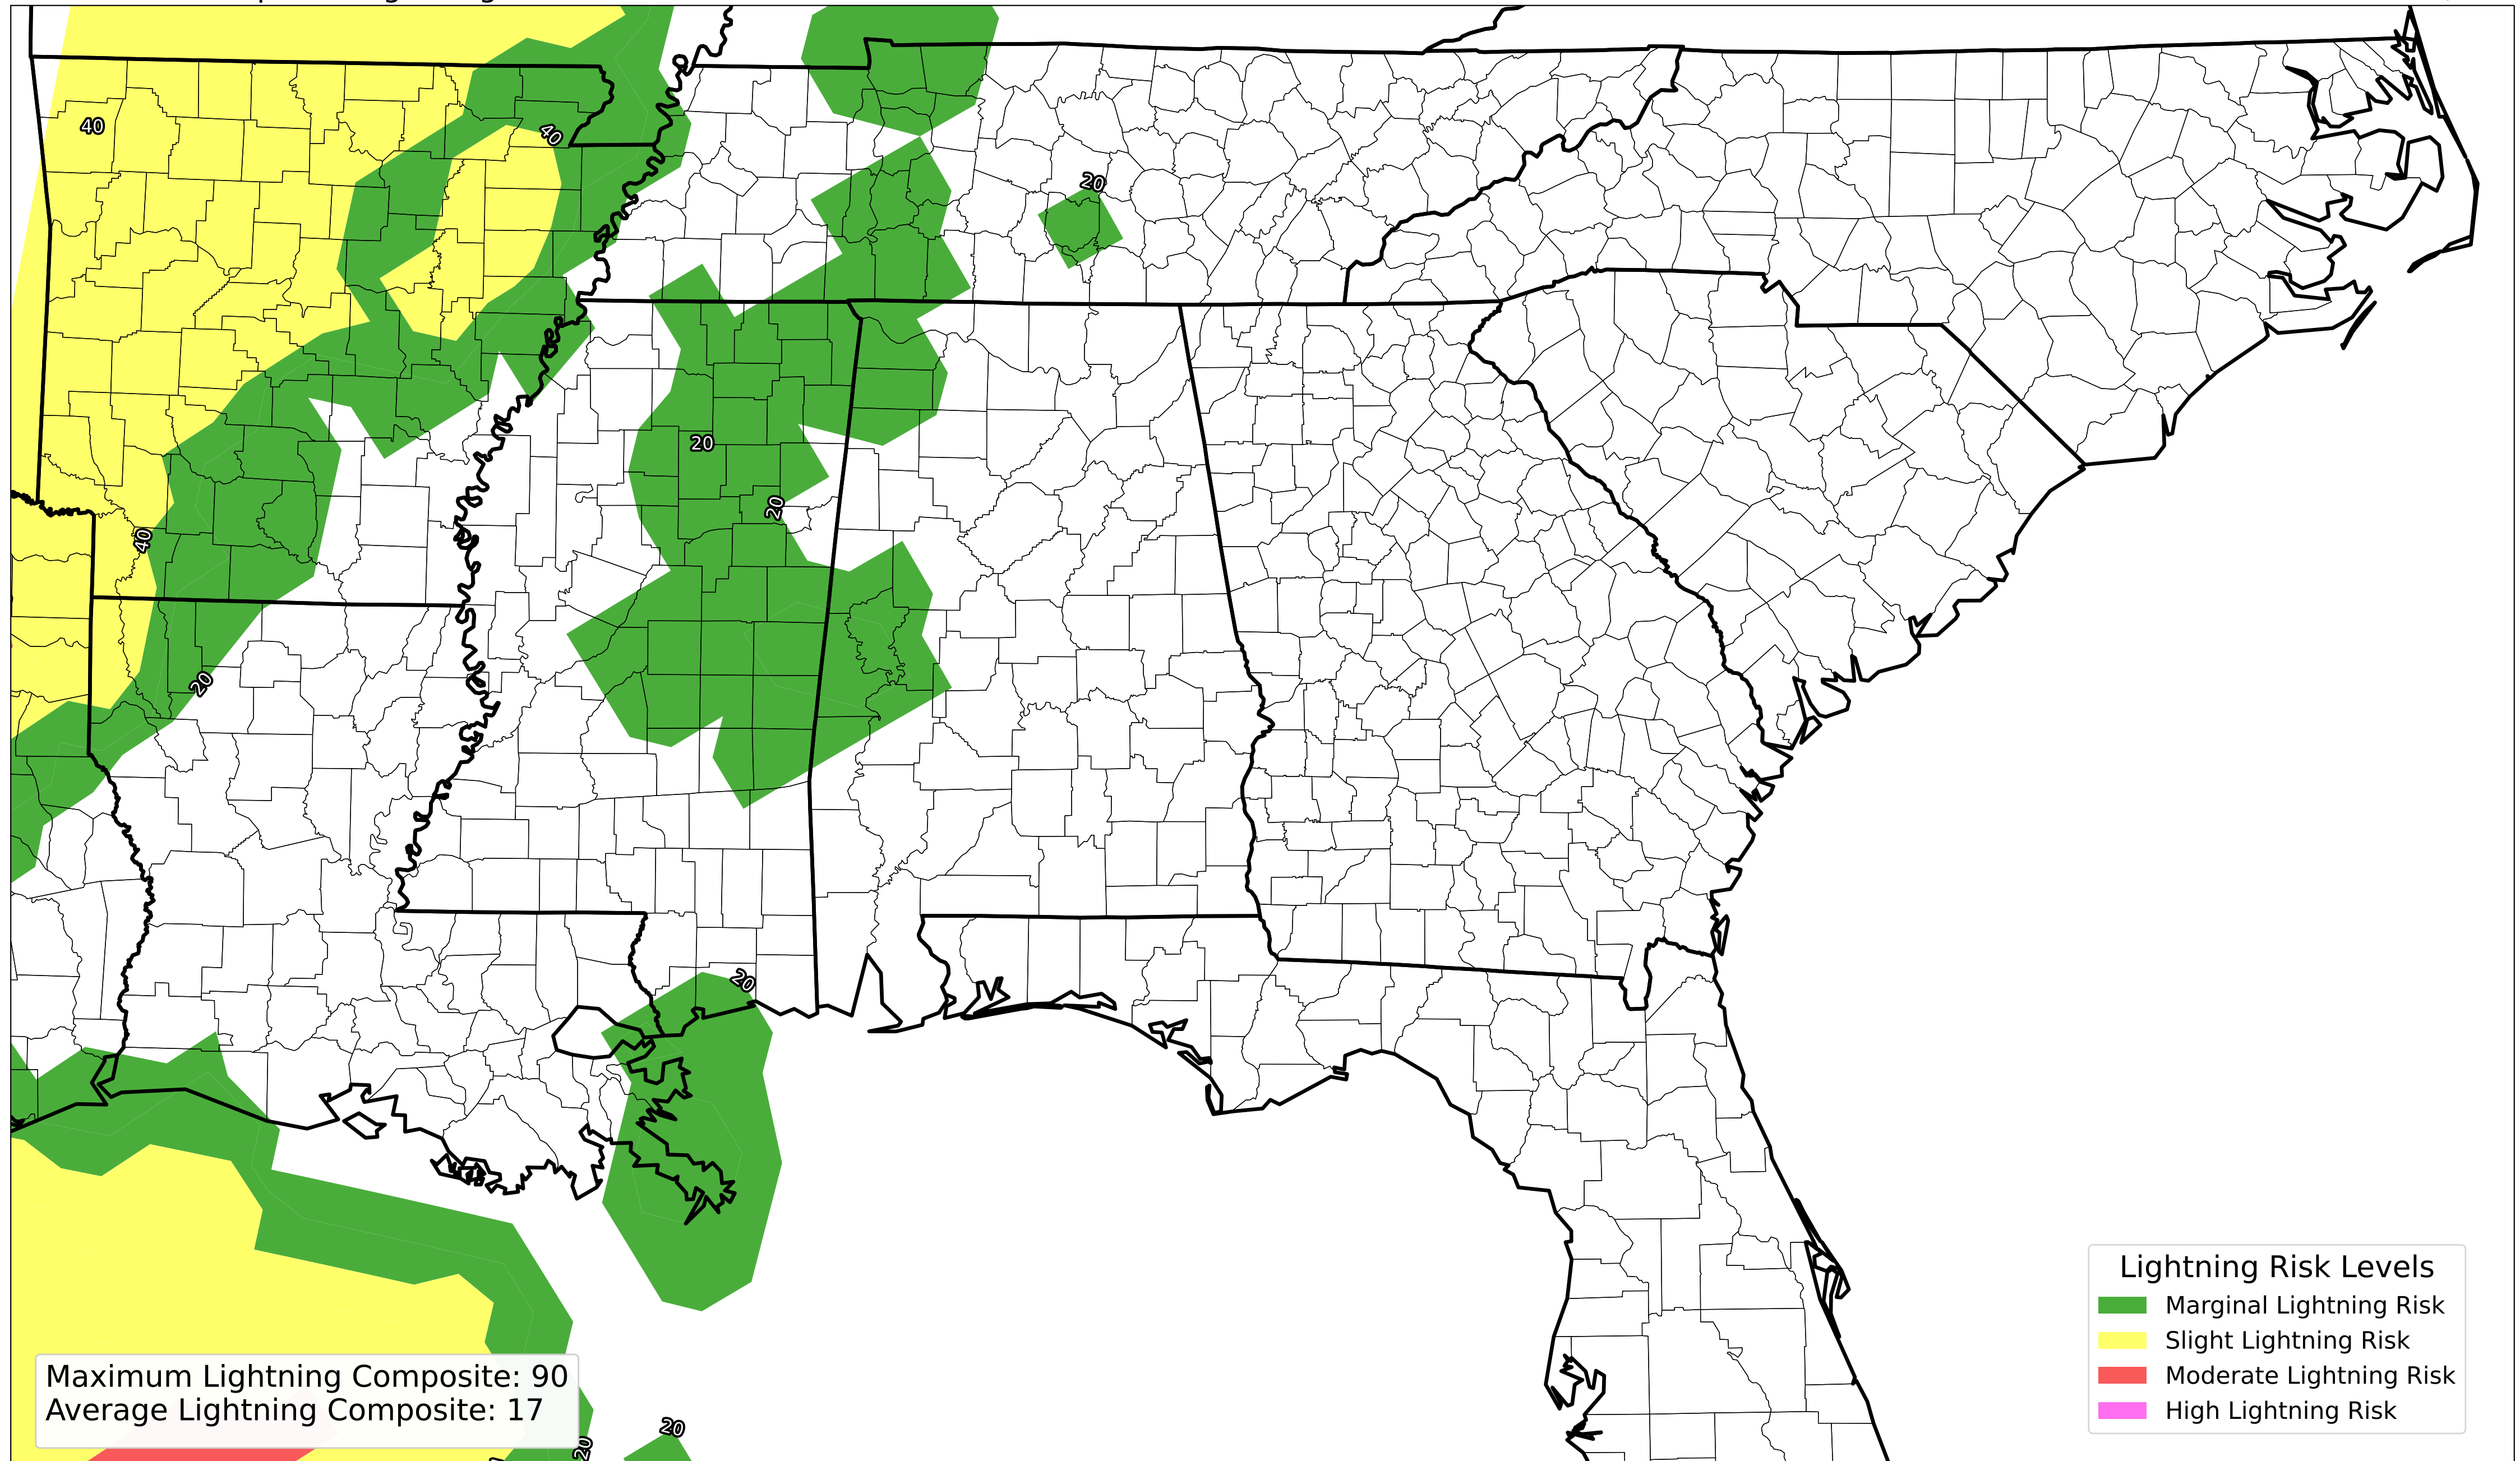 40
40
20
20
20
40
20
20
Lightning Risk Levels
Marginal Lightning Risk
Slight Lightning Risk
Moderate Lightning Risk
High Lightning Risk
Maximum Lightning Composite: 90
Average Lightning Composite: 17
20
20